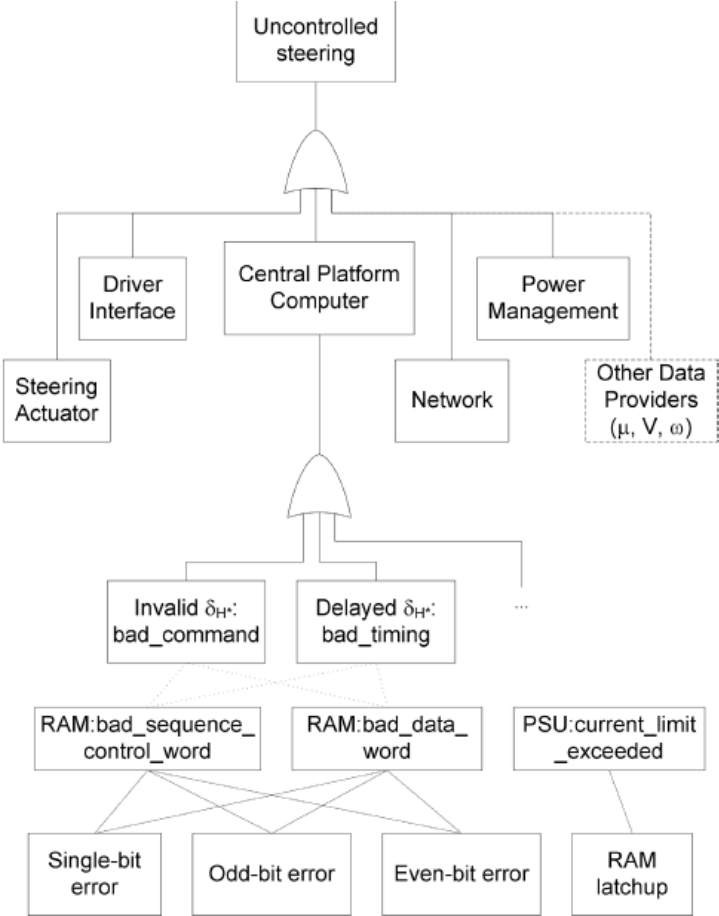 Uncontrolled
steering
Driver
Interface
Central Platform
Computer
Power
Management
Steering
Actuator
Network
Other Data
Providers
(μ, V, ω)
Invalid δH*:
bad_command
Delayed δH*:
bad_timing
...
RAM:bad_sequence_
control_word
RAM:bad_data_
word
PSU:current_limit
_exceeded
Single-bit
error
Odd-bit error
Even-bit error
RAM
latchup